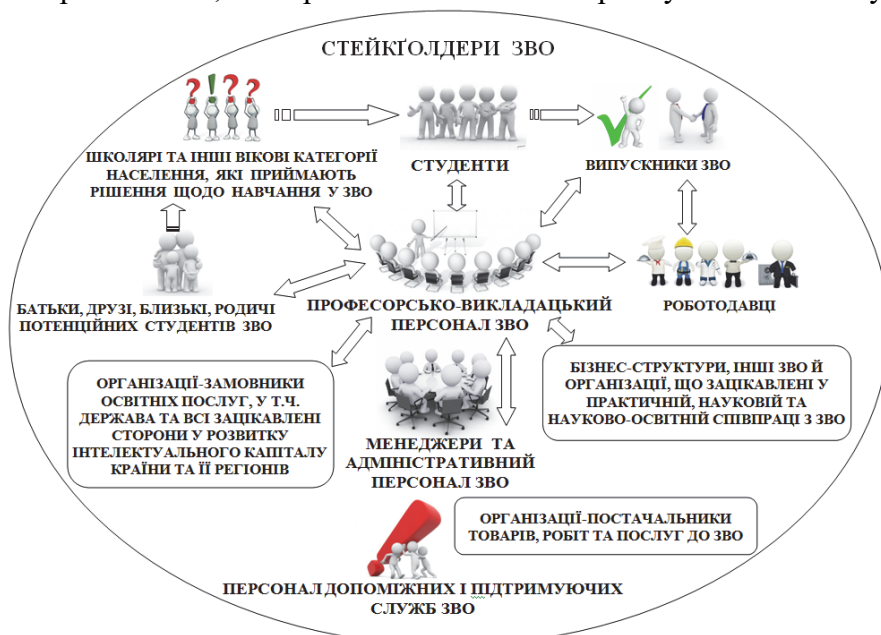 СТЕЙКҐОЛДЕРИ ЗВО
ШКОЛЯРІ ТА ІНШІ ВІКОВІ КАТЕГОРІЇ
НАСЕЛЕННЯ, ЯКІ ПРИЙМАЮТЬ
РІШЕННЯ ЩОДО НАВЧАННЯ У ЗВО
СТУДЕНТИ
ВИПУСКНИКИ ЗВО
БАТЬКИ, ДРУЗІ, БЛИЗЬКІ, РОДИЧІ
ПОТЕНЦІЙНИХ СТУДЕНТІВ ЗВО
ПРОФЕСОРСЬКО-ВИКЛАДАЦЬКИЙ
ПЕРСОНАЛ ЗВО
РОБОТОДАВЦІ
ОРГАНІЗАЦІЇ-ЗАМОВНИКИ
ОСВІТНІХ ПОСЛУГ, У Т.Ч.
ДЕРЖАВА ТА ВСІ ЗАЦІКАВЛЕНІ
СТОРОНИ У РОЗВИТКУ
ІНТЕЛЕКТУАЛЬНОГО КАПІТАЛУ
КРАЇНИ ТА ЇЇ РЕГІОНІВ
БІЗНЕС-СТРУКТУРИ, ІНШІ ЗВО Й
ОРГАНІЗАЦІЇ, ЩО ЗАЦІКАВЛЕНІ У
ПРАКТИЧНІЙ, НАУКОВІЙ ТА
НАУКОВО-ОСВІТНІЙ СПІВПРАЦІ З ЗВО
МЕНЕДЖЕРИ ТА
АДМІНІСТРАТИВНИЙ
ПЕРСОНАЛ ЗВО
ОРГАНІЗАЦІЇ-ПОСТАЧАЛЬНИКИ
ТОВАРІВ, РОБІТ ТА ПОСЛУГ ДО ЗВО
ПЕРСОНАЛ ДОПОМІЖНИХ І ПІДТРИМУЮЧИХ
СЛУЖБ ЗВО